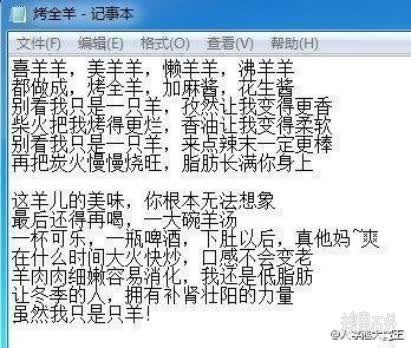 烤全羊 - 记事本
文件(F) 编辑(E) 格式(O) 查看(V) 帮助(H)
喜羊羊，美羊羊，懒羊羊，沸羊羊
都做成，烤全羊，加麻酱，花生酱
别看我只是一只羊，孜然让我变得更香
柴火把我烤得更烂，香油让我变得柔软
别看我只是一只羊，来点辣末一定更棒
再把炭火慢慢烧旺，脂肪长满你身上
这羊儿的美味，你根本无法想象
最后还得再喝，一大碗羊汤
一杯可乐，一瓶啤酒，下肚以后，真他妈~爽
在什么时间大火快炒，口感不会变老
羊肉肉细嫩容易消化，我还是低脂肪
让冬季的人，拥有补肾壮阳的力量
虽然我只是只羊!